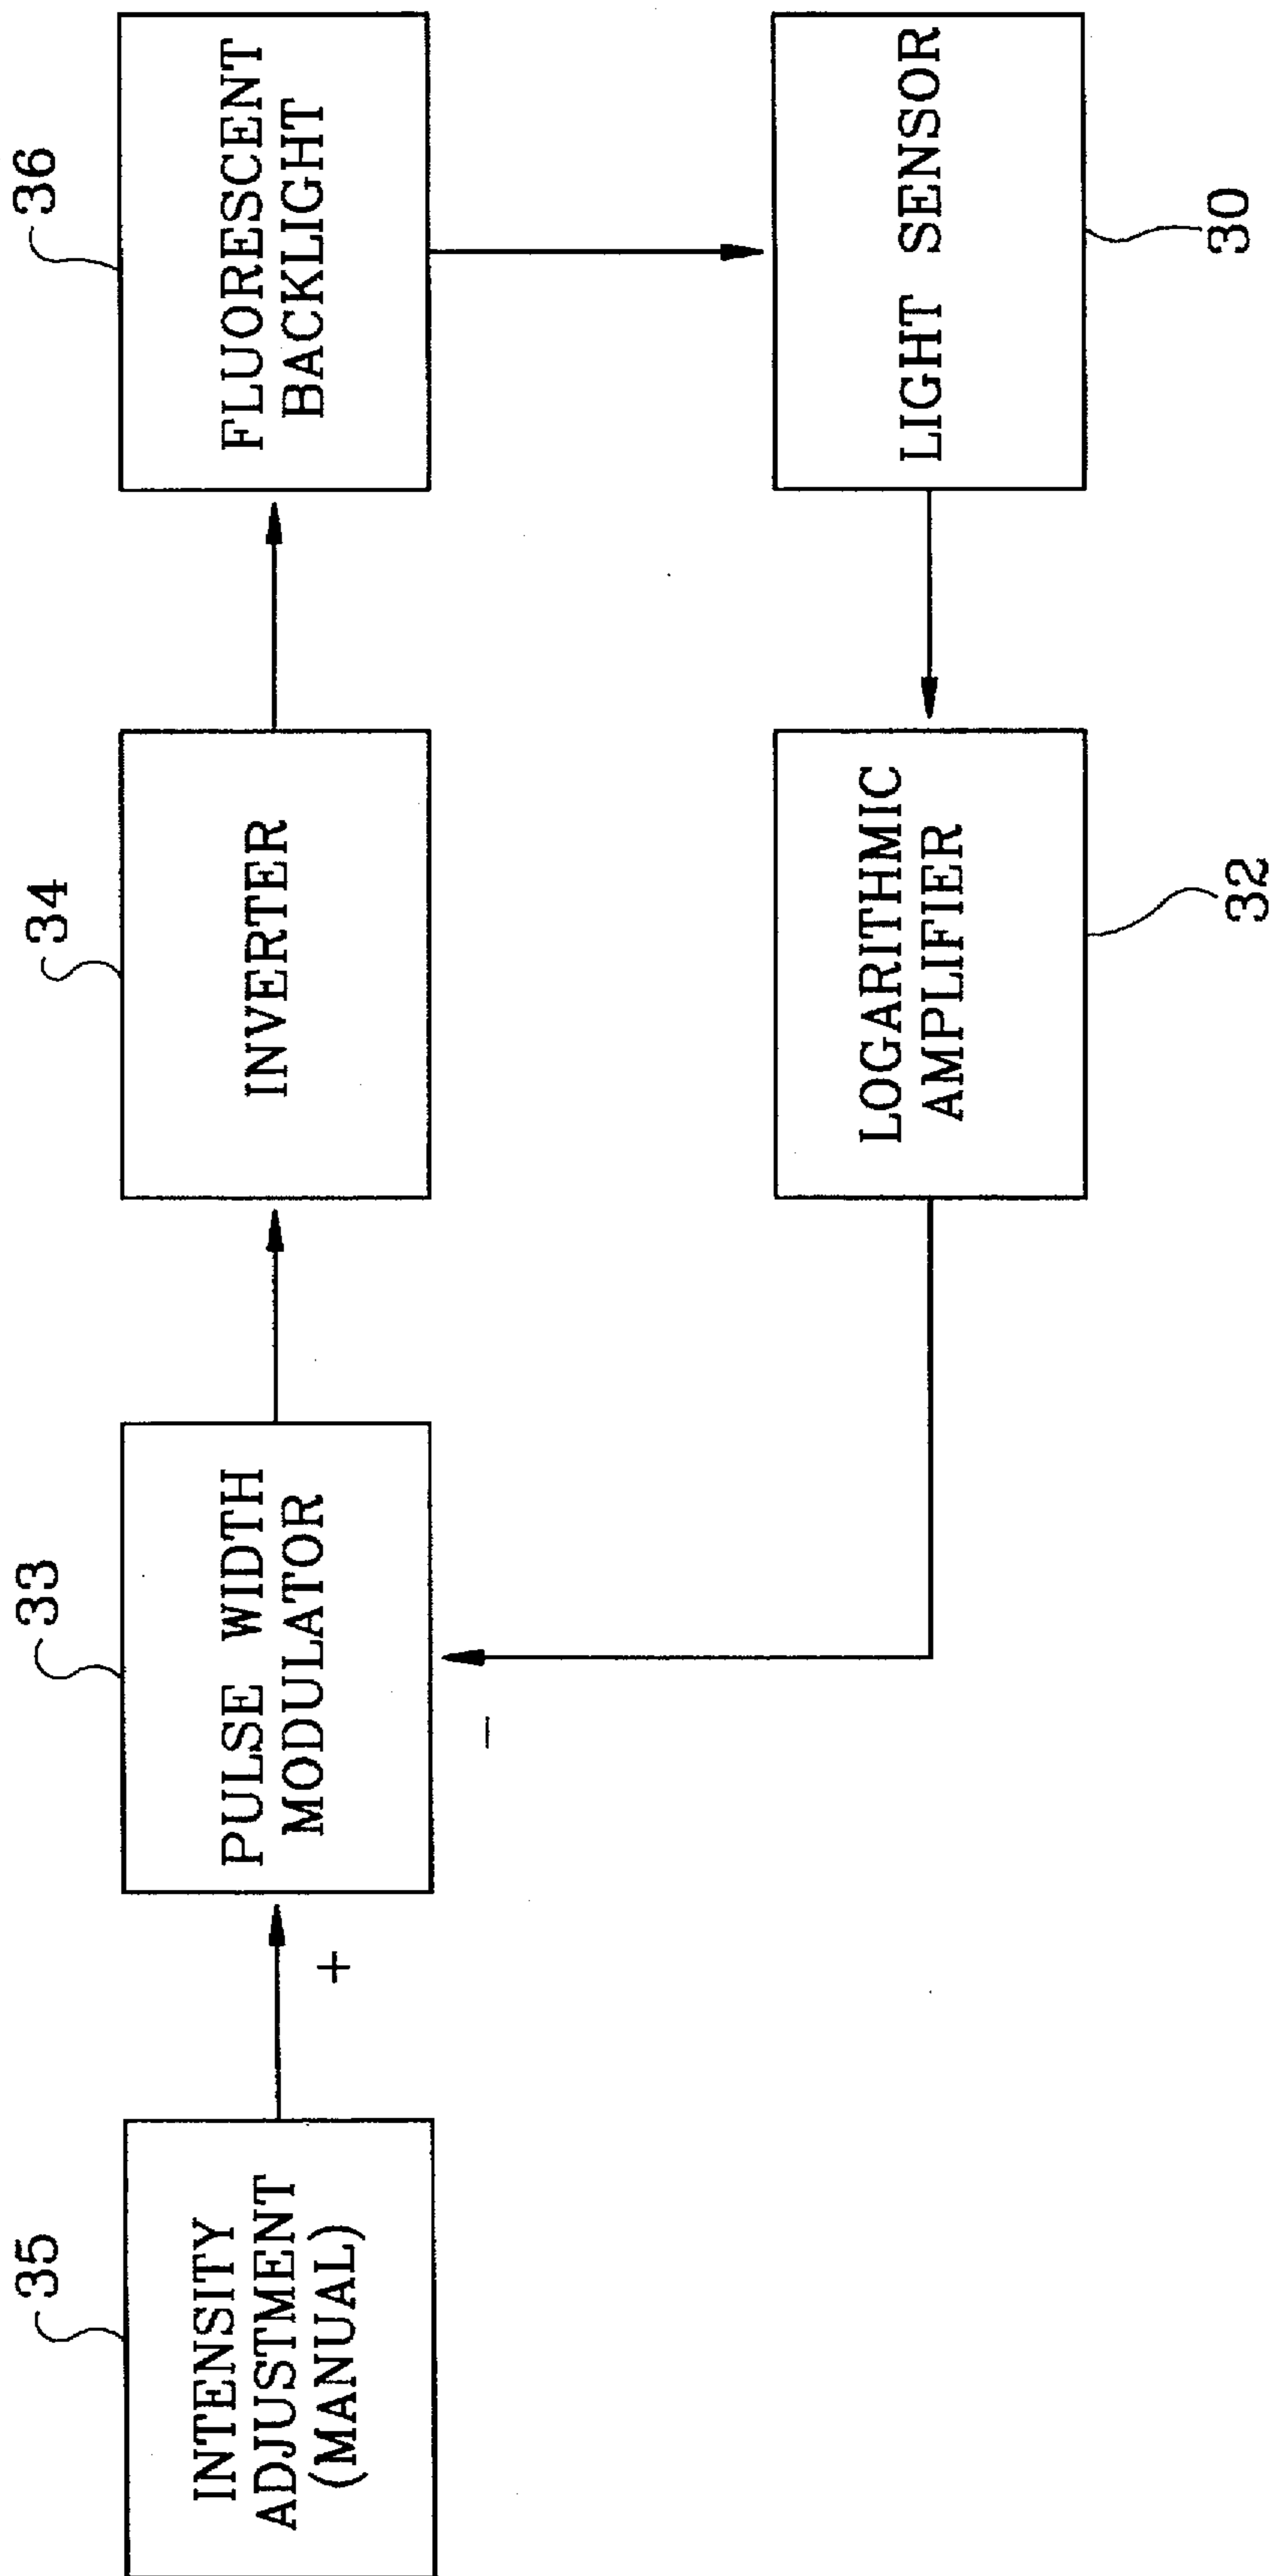 35
INTENSITY
ADJUSTMENT
(MANUAL)
+
33
PULSE WIDTH
MODULATOR
-
34
INVERTER
36
FLUORESCENT
BACKLIGHT
LOGARITHMIC
AMPLIFIER
32
LIGHT SENSOR
30